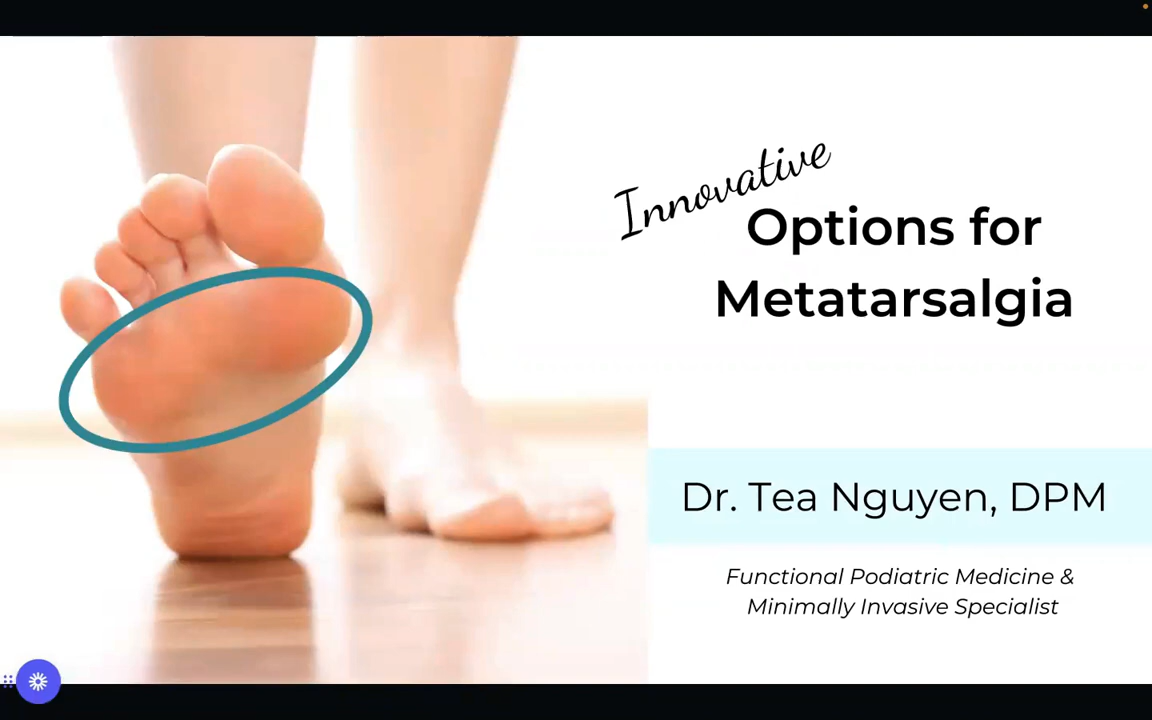 Innovative
Options for
Metatarsalgia
Dr. Tea Nguyen, DPM
Functional Podiatric Medicine &
Minimally Invasive Specialist